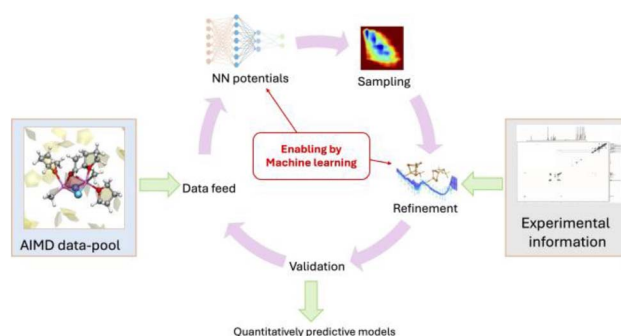 NN potentials
Sampling
Enabling by
Machine learning
AIMD data-pool
Data feed
Refinement
Experimental
information
Validation
Quantitatively predictive models